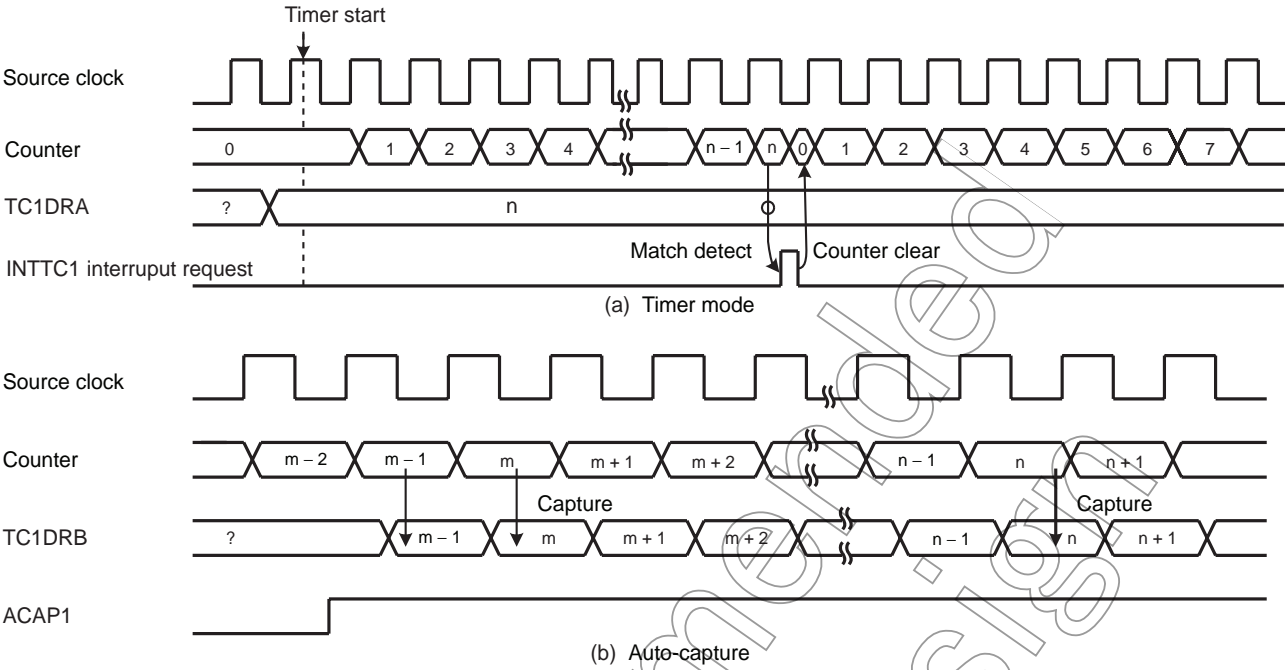 Timer start
Source clock
Counter 0 1 2 3 4 n – 1 n 0 1 2 3 4 5 6 7
TC1DRA ? n
Match detect Counter clear
INTTC1 interruput request
(a) Timer mode
Source clock
Counter m – 2 m – 1 m m + 1 m + 2 n – 1 n n + 1
Capture Capture
TC1DRB ? m – 1 m m + 1 m + 2 n – 1 n n + 1
ACAP1
(b) Auto-capture